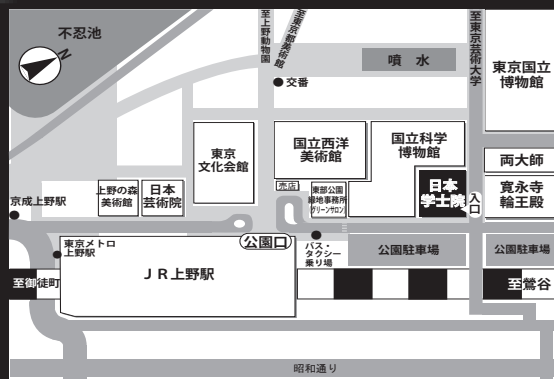 不忍池
N
至上野動物園
至東京都美術館
至東京芸術大学
噴 水
東京国立
博物館
交番
東京
文化会館
国立西洋
美術館
国立科学
博物館
両大師
上野の森
美術館
日本
芸術院
売店
東部公園
緑地事務所
(グリーンサロン)
日本
学士院
入口
寛永寺
輪王殿
京成上野駅
東京メトロ
上野駅
公園口
バス・
タクシー
乗り場
公園駐車場
公園駐車場
至御徒町
JR上野駅
至鶯谷
昭和通り